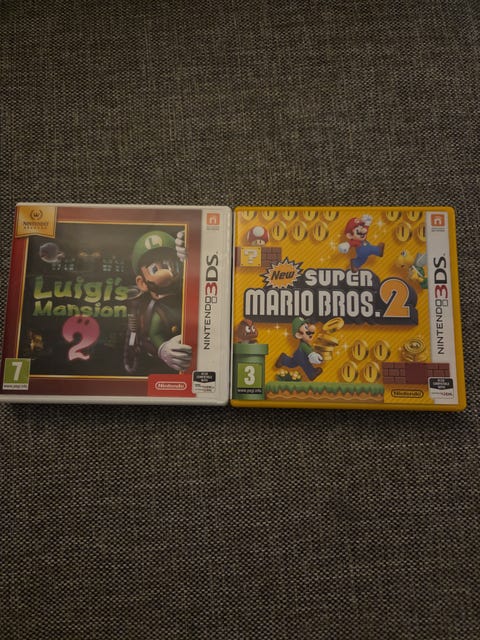 NINTENDO
SELECTS
Luigi's
Mansion
2
7
www.pegi.info
Nintendo
NINTENDO 3DS
New SUPER
MARIO BROS. 2
3
www.pegi.info
Nintendo
NINTENDO 3DS